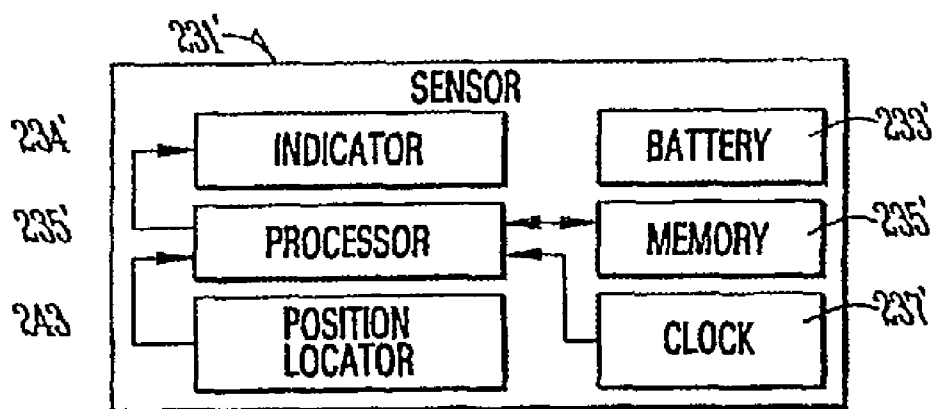 231'
SENSOR
234' INDICATOR BATTERY 233'
235' PROCESSOR MEMORY 235'
243 POSITION LOCATOR CLOCK 237'